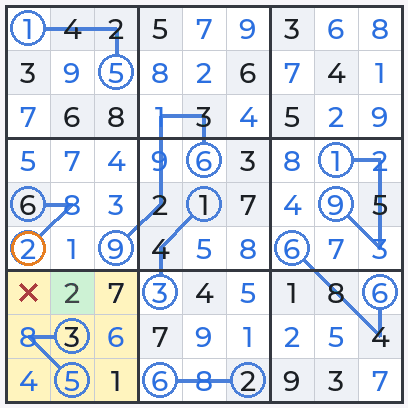 1 4 2 5 7 9 3 6 8
3 9 5 8 2 6 7 4 1
7 6 8 1 3 4 5 2 9
5 7 4 9 6 3 8 1 2
6 8 3 2 1 7 4 9 5
2 1 9 4 5 8 6 7 3
× 2 7 3 4 5 1 8 6
8 3 6 7 9 1 2 5 4
4 5 1 6 8 2 9 3 7